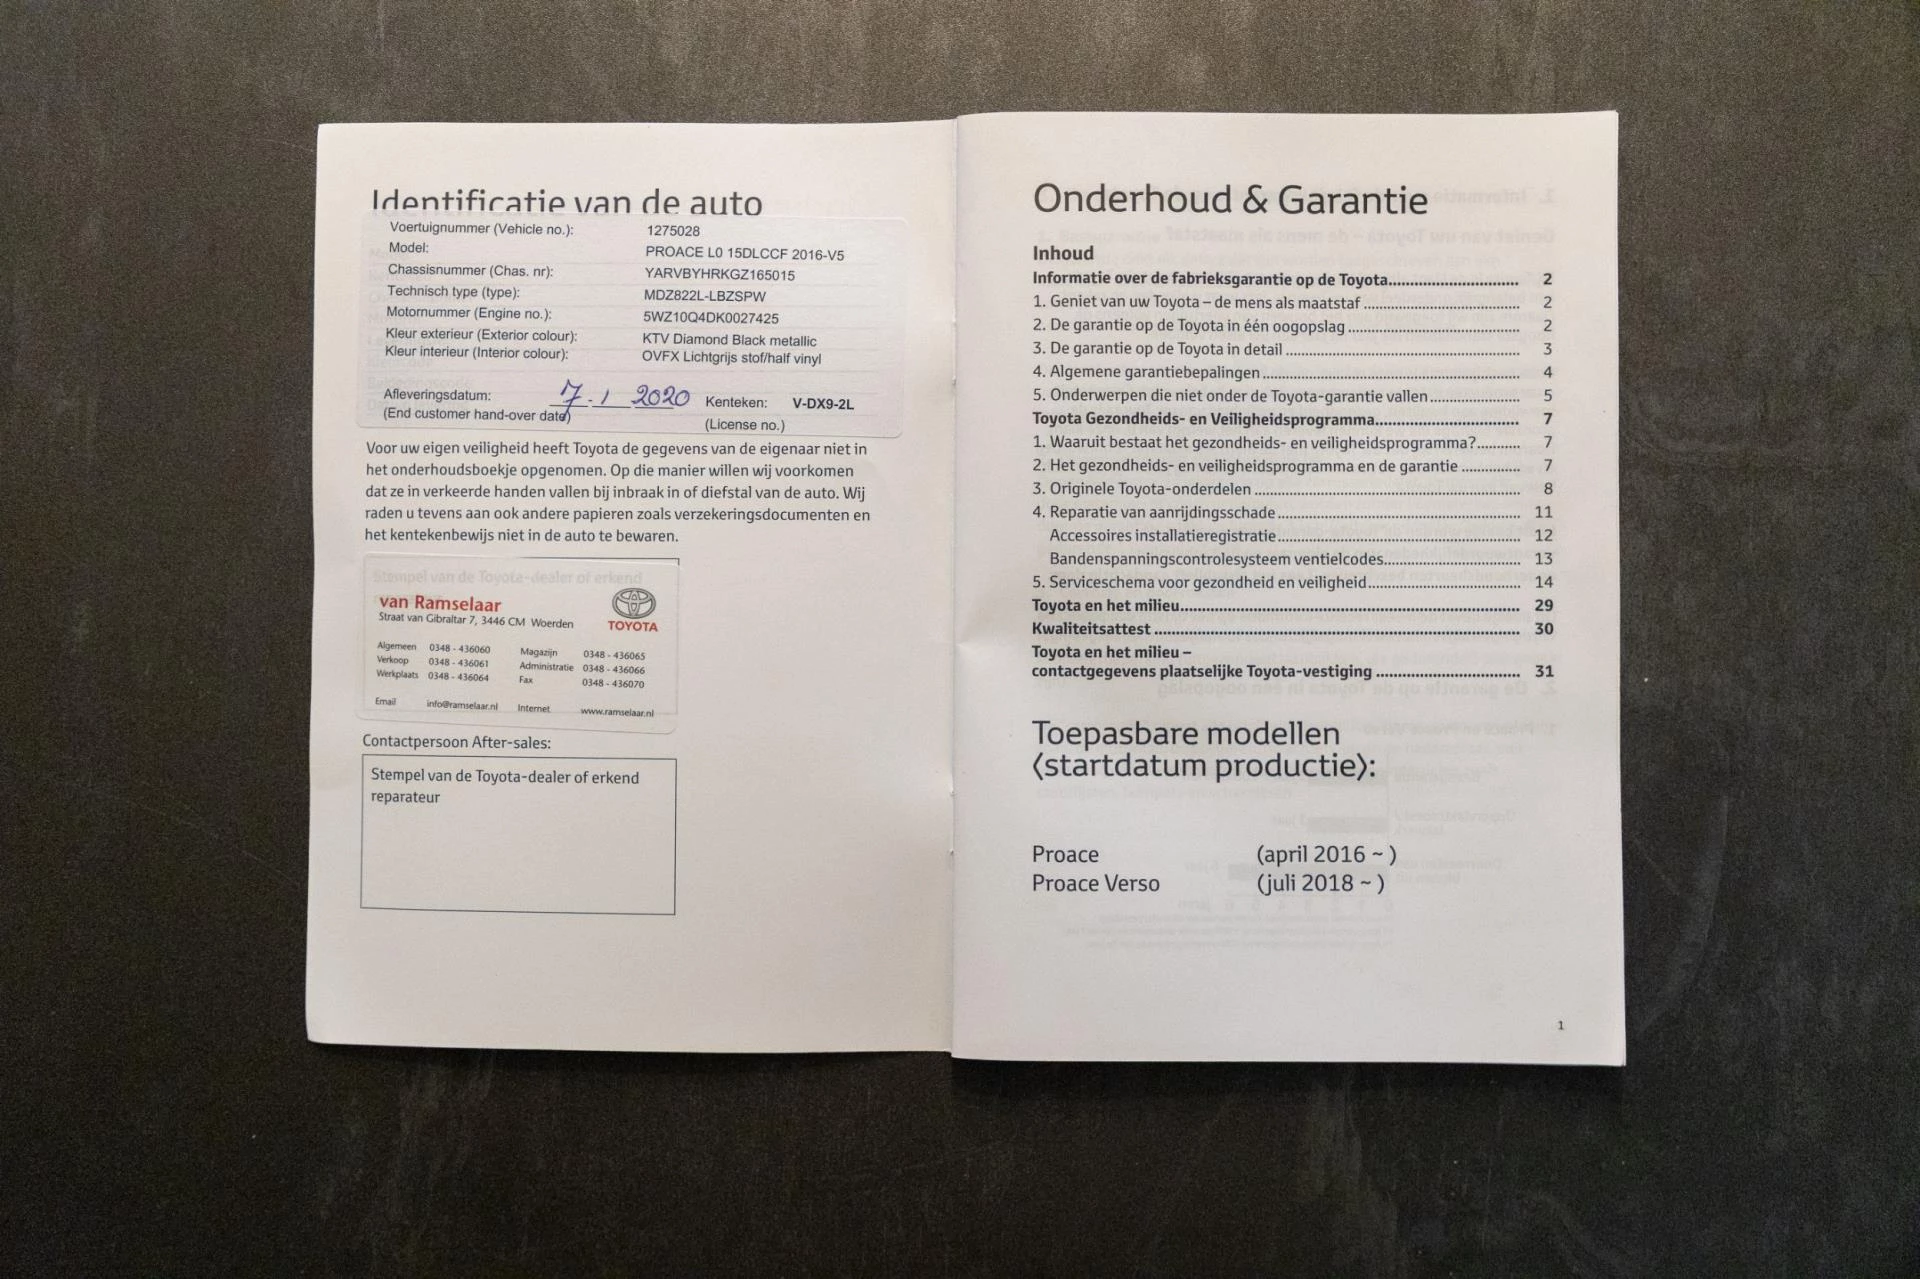 Identificatie van de auto
Voertuignummer (Vehicle no.): 1275028
Model: PROACE L0 15DLCCF 2016-V5
Chassisnummer (Chas. nr): YARVBYHRKGZ165015
Technisch type (type): MDZ822L-LBZSPW
Motornummer (Engine no.): 5WZ10Q4DK0027425
Kleur exterieur (Exterior colour): KTV Diamond Black metallic
Kleur interieur (Interior colour): OVFX Lichtgrijs stof/half vinyl
Afleveringsdatum: 7-1 2020 Kenteken: V-DX9-2L
(End customer hand-over date) (License no.)
Voor uw eigen veiligheid heeft Toyota de gegevens van de eigenaar niet in
het onderhoudsboekje opgenomen. Op die manier willen wij voorkomen
dat ze in verkeerde handen vallen bij inbraak in of diefstal van de auto. Wij
raden u tevens aan ook andere papieren zoals verzekeringsdocumenten en
het kentekenbewijs niet in de auto te bewaren.
Stempel van de Toyota-dealer of erkend
van Ramselaar
Straat van Gibraltar 7, 3446 CM Woerden
TOYOTA
Algemeen 0348 - 436060 Magazijn 0348 - 436065
Verkoop 0348 - 436061 Administratie 0348 - 436066
Werkplaats 0348 - 436064 Fax 0348 - 436070
Email info@ramselaar.nl Internet www.ramselaar.nl
Contactpersoon After-sales:
Stempel van de Toyota-dealer of erkend
reparateur
Onderhoud & Garantie
Inhoud
Informatie over de fabrieksgarantie op de Toyota 2
1. Geniet van uw Toyota – de mens als maatstaf 2
2. De garantie op de Toyota in één oogopslag 2
3. De garantie op de Toyota in detail 3
4. Algemene garantiebepalingen 4
5. Onderwerpen die niet onder de Toyota-garantie vallen 5
Toyota Gezondheids- en Veiligheidsprogramma 7
1. Waaruit bestaat het gezondheids- en veiligheidsprogramma? 7
2. Het gezondheids- en veiligheidsprogramma en de garantie 7
3. Originele Toyota-onderdelen 8
4. Reparatie van aanrijdingsschade 11
Accessoires installatieregistratie 12
Bandenspanningscontrolesysteem ventielcodes 13
5. Serviceschema voor gezondheid en veiligheid 14
Toyota en het milieu 29
Kwaliteitsattest 30
Toyota en het milieu –
contactgegevens plaatselijke Toyota-vestiging 31
Toepasbare modellen
⟨startdatum productie⟩:
Proace (april 2016 ~ )
Proace Verso (juli 2018 ~ )
1